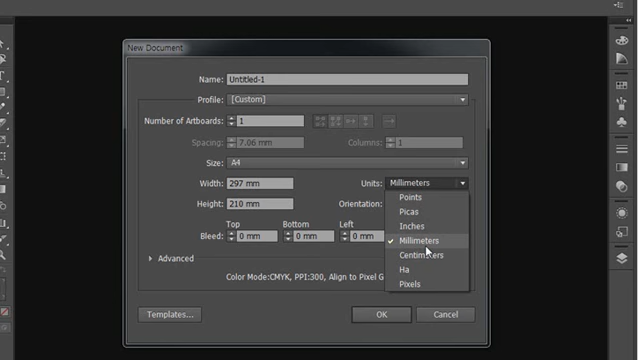 New Document
Name: Untitled-1
Profile: [Custom]
Number of Artboards: 1
Spacing: 7.06 mm Columns: 1
Size: A4
Width: 297 mm Units: Millimeters
Height: 210 mm Orientation:
Top Bottom Left
Bleed: 0 mm 0 mm 0 mm
Points
Picas
Inches
Millimeters
Centimeters
Ha
Pixels
Advanced
Color Mode:CMYK, PPI:300, Align to Pixel G
Templates... OK Cancel